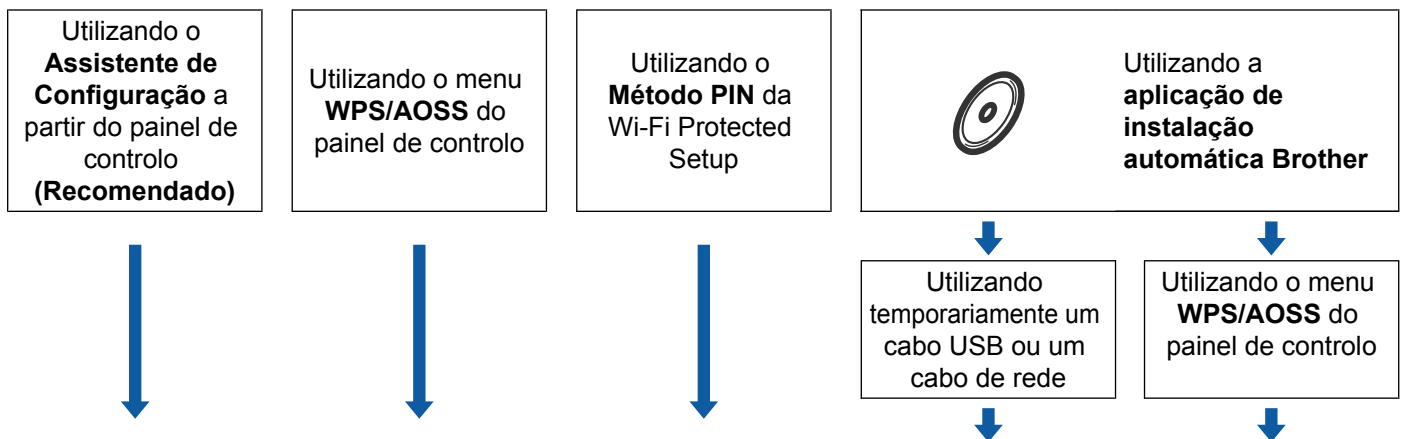 Utilizando o
Assistente de
Configuração a
partir do painel de
controlo
(Recomendado)
Utilizando o menu
WPS/AOSS do
painel de controlo
Utilizando o
Método PIN da
Wi-Fi Protected
Setup
Utilizando a
aplicação de
instalação
automática Brother
Utilizando
temporariamente um
cabo USB ou um
cabo de rede
Utilizando o menu
WPS/AOSS do
painel de controlo